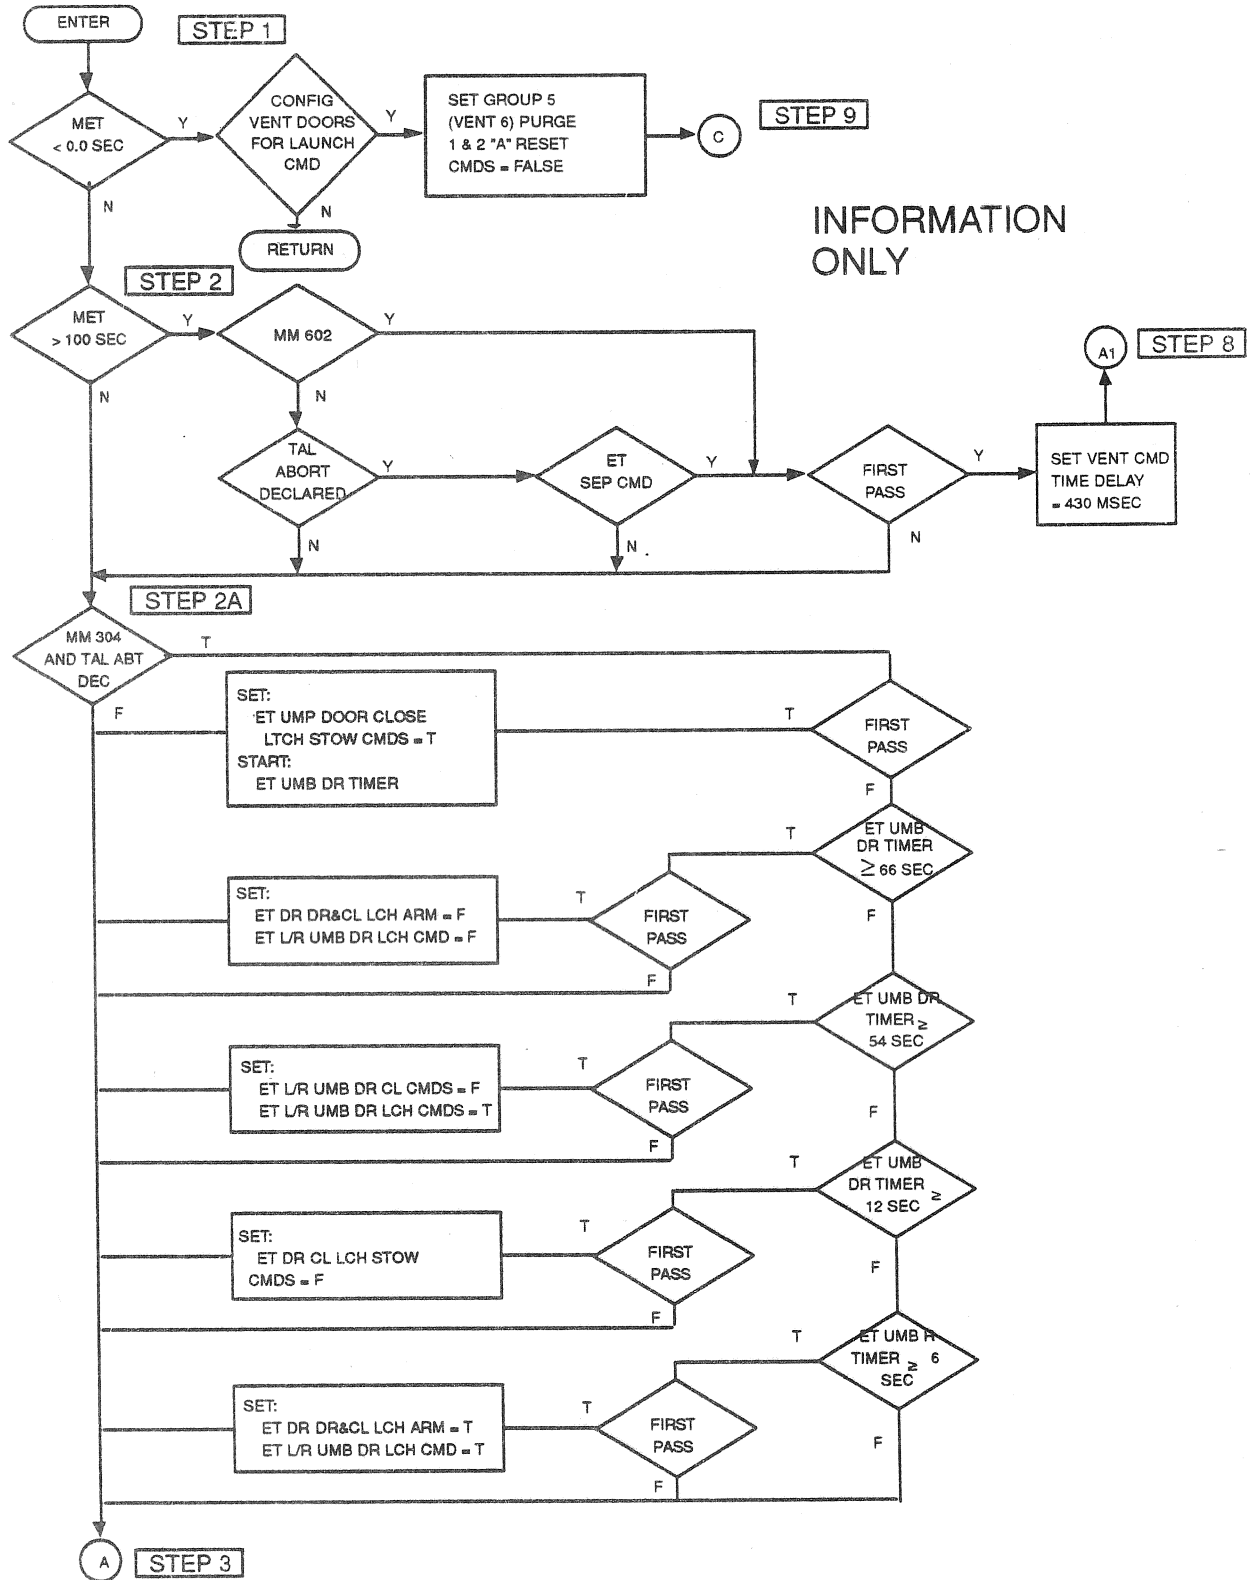 ENTER
STEP 1
MET
< 0.0 SEC
Y
CONFIG
VENT DOORS
FOR LAUNCH
CMD
Y
SET GROUP 5
(VENT 6) PURGE
1 & 2 "A" RESET
CMDS = FALSE
C
STEP 9
N
N
RETURN
INFORMATION
ONLY
STEP 2
MET
> 100 SEC
Y
MM 602
Y
A1
STEP 8
N
N
TAL
ABORT
DECLARED
Y
ET
SEP CMD
Y
FIRST
PASS
Y
SET VENT CMD
TIME DELAY
= 430 MSEC
N
N
N
STEP 2A
MM 304
AND TAL ABT
DEC
T
F
SET:
ET UMP DOOR CLOSE
LTCH STOW CMDS = T
START:
ET UMB DR TIMER
T
FIRST
PASS
F
T
ET UMB
DR TIMER
≥ 66 SEC
SET:
ET DR DR&CL LCH ARM = F
ET L/R UMB DR LCH CMD = F
T
FIRST
PASS
F
F
T
ET UMB DR
TIMER ≥
54 SEC
SET:
ET L/R UMB DR CL CMDS = F
ET L/R UMB DR LCH CMDS = T
T
FIRST
PASS
F
F
T
ET UMB
DR TIMER
12 SEC ≥
SET:
ET DR CL LCH STOW
CMDS = F
T
FIRST
PASS
F
F
T
ET UMB R
TIMER ≥ 6
SEC
SET:
ET DR DR&CL LCH ARM = T
ET L/R UMB DR LCH CMD = T
T
FIRST
PASS
F
F
A
STEP 3